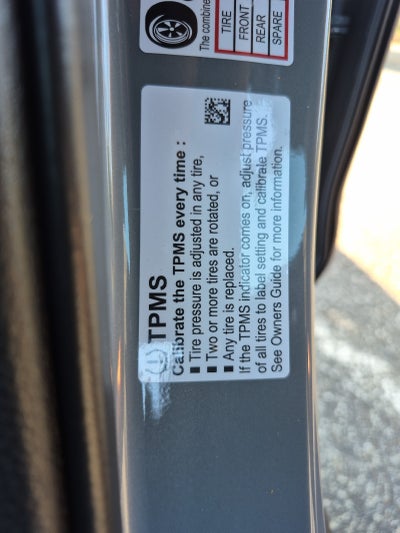 The combine
TIRE
FRONT
REAR
SPARE
TPMS
Calibrate the TPMS every time :
■ Tire pressure is adjusted in any tire,
■ Two or more tires are rotated, or
■ Any tire is replaced.
If the TPMS indicator comes on, adjust pressure
of all tires to label setting and calibrate TPMS.
See Owners Guide for more information.